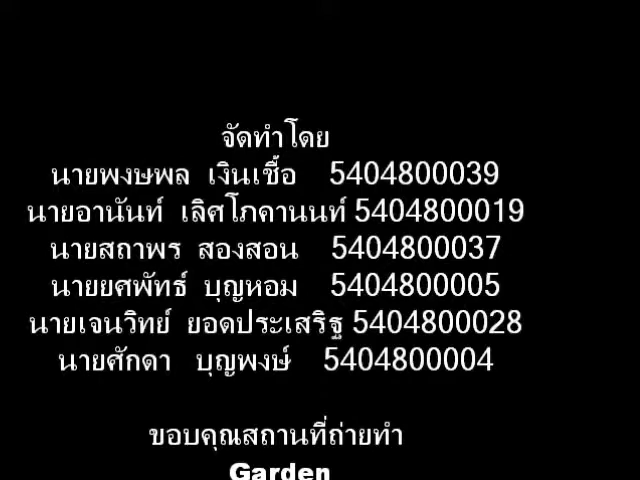 จัดทำโดย
นายพงษพล เงินเชื้อ 5404800039
นายอานันท์ เลิศโภคานนท์ 5404800019
นายสถาพร สองสอน 5404800037
นายยศพัทธ์ บุญหอม 5404800005
นายเจนวิทย์ ยอดประเสริฐ 5404800028
นายศักดา บุญพงษ์ 5404800004
ขอบคุณสถานที่ถ่ายทำ
Garden